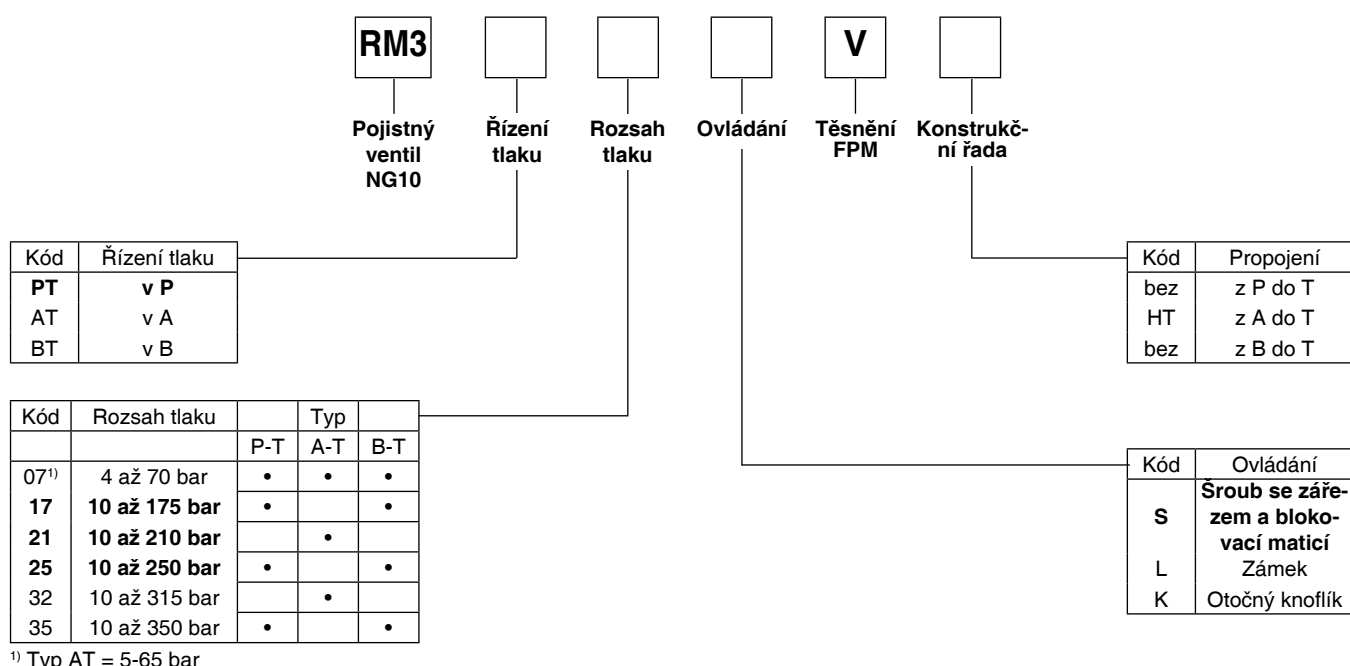 RM3 V
Pojistný
ventil
NG10
Řízení
tlaku
Rozsah
tlaku
Ovládání
Těsnění
FPM
Konstrukč-
ní řada
Kód Řízení tlaku
PT v P
AT v A
BT v B
Kód Propojení
bez z P do T
HT z A do T
bez z B do T
Kód Rozsah tlaku Typ
P-T A-T B-T
07¹⁾ 4 až 70 bar • • •
17 10 až 175 bar • •
21 10 až 210 bar •
25 10 až 250 bar • •
32 10 až 315 bar •
35 10 až 350 bar • •
¹⁾ Typ AT = 5-65 bar
Kód Ovládání
S Šroub se záře-
zem a bloko-
vací maticí
L Zámek
K Otočný knoflík